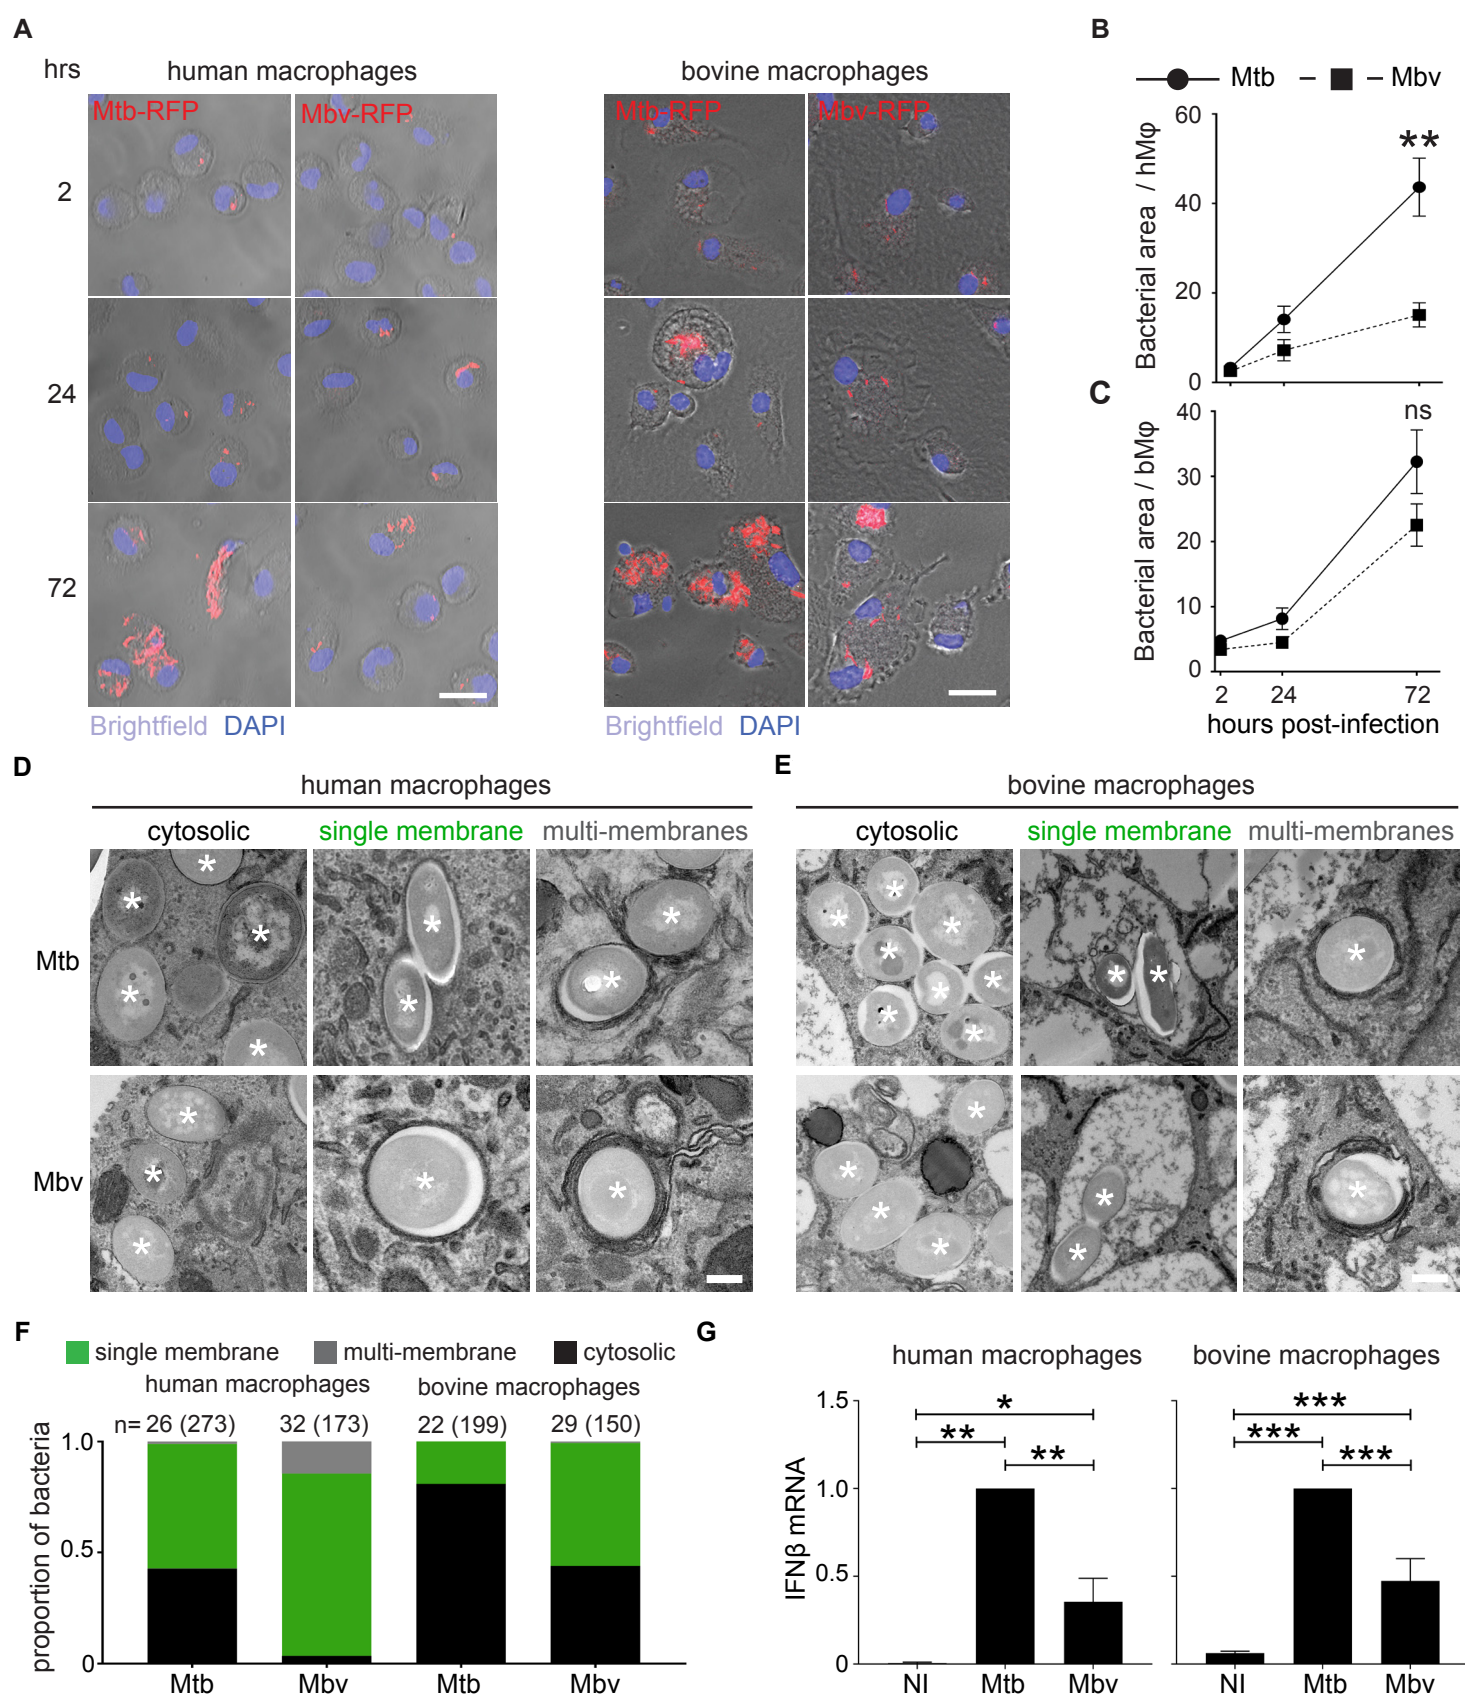 A
hrs
human macrophages
bovine macrophages
Mtb-RFP
Mbv-RFP
Mtb-RFP
Mbv-RFP
2
24
72
Brightfield DAPI
Brightfield DAPI
B
Mtb
Mbv
60
40
20
0
Bacterial area / hMφ
**
C
40
30
20
10
0
Bacterial area / bMφ
ns
2 24 72
hours post-infection
D
human macrophages
cytosolic single membrane multi-membranes
Mtb
Mbv
E
bovine macrophages
cytosolic single membrane multi-membranes
F
single membrane multi-membrane cytosolic
human macrophages bovine macrophages
n= 26 (273) 32 (173) 22 (199) 29 (150)
1.0
0.5
0
proportion of bacteria
Mtb Mbv Mtb Mbv
G
human macrophages bovine macrophages
1.5
1.0
0.5
0
IFNβ mRNA
*
**
**
***
***
***
NI Mtb Mbv NI Mtb Mbv